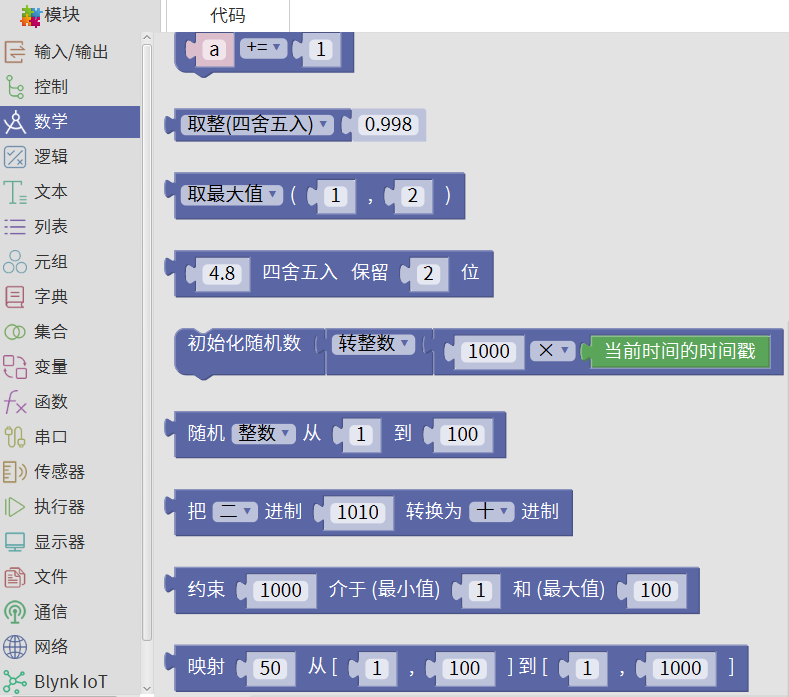 模块
代码
输入/输出
控制
数学
逻辑
文本
列表
元组
字典
集合
变量
函数
串口
传感器
执行器
显示器
文件
通信
网络
Blynk IoT
a += 1
取整(四舍五入) 0.998
取最大值 ( 1 , 2 )
4.8 四舍五入 保留 2 位
初始化随机数 转整数 1000 × 当前时间的时间戳
随机 整数 从 1 到 100
把 二 进制 1010 转换为 十 进制
约束 1000 介于 (最小值) 1 和 (最大值) 100
映射 50 从 [ 1 , 100 ] 到 [ 1 , 1000 ]